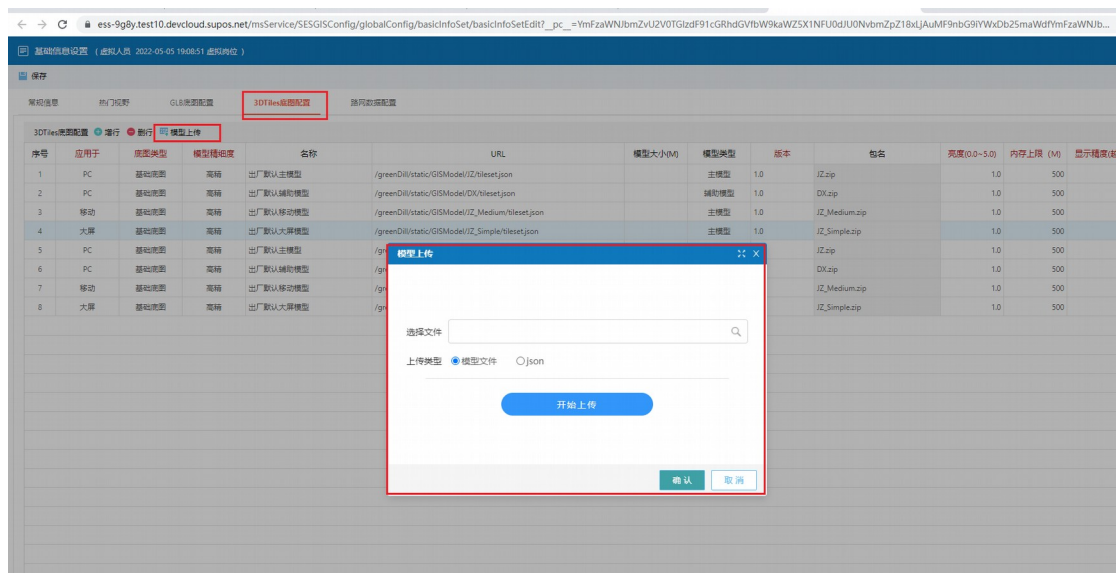 ess-9g8y.test10.devcloud.supos.net/msService/SESGISConfig/globalConfig/basicInfoSet/basicInfoSetEdit?__pc__=
基础信息设置 ( 虚拟人员 2022-05-05 19:08:51 虚拟岗位 )
保存
常规信息 热门视野 GLB底图配置 3DTiles底图配置 路网数据配置
3DTiles底图配置 增行 删行 模型上传
序号 应用于 底图类型 模型精细度 名称 URL 模型大小(M) 模型类型 版本 包名 亮度(0.0~5.0) 内存上限 (M) 显示精度(越
1 PC 基础底图 高精 出厂默认主模型 /greenDill/static/GISModel/JZ/tileset.json 主模型 1.0 JZ.zip 1.0 500
2 PC 基础底图 高精 出厂默认辅助模型 /greenDill/static/GISModel/DX/tileset.json 辅助模型 1.0 DX.zip 1.0 500
3 移动 基础底图 高精 出厂默认移动模型 /greenDill/static/GISModel/JZ_Medium/tileset.json 主模型 1.0 JZ_Medium.zip 1.0 500
4 大屏 基础底图 高精 出厂默认大屏模型 /greenDill/static/GISModel/JZ_Simple/tileset.json 主模型 1.0 JZ_Simple.zip 1.0 500
5 PC 基础底图 高精 出厂默认主模型 /gre JZ.zip 1.0 500
6 PC 基础底图 高精 出厂默认辅助模型 /gre DX.zip 1.0 500
7 移动 基础底图 高精 出厂默认移动模型 /gre JZ_Medium.zip 1.0 500
8 大屏 基础底图 高精 出厂默认大屏模型 /gre JZ_Simple.zip 1.0 500
模型上传
选择文件
上传类型 模型文件 json
开始上传
确认 取消